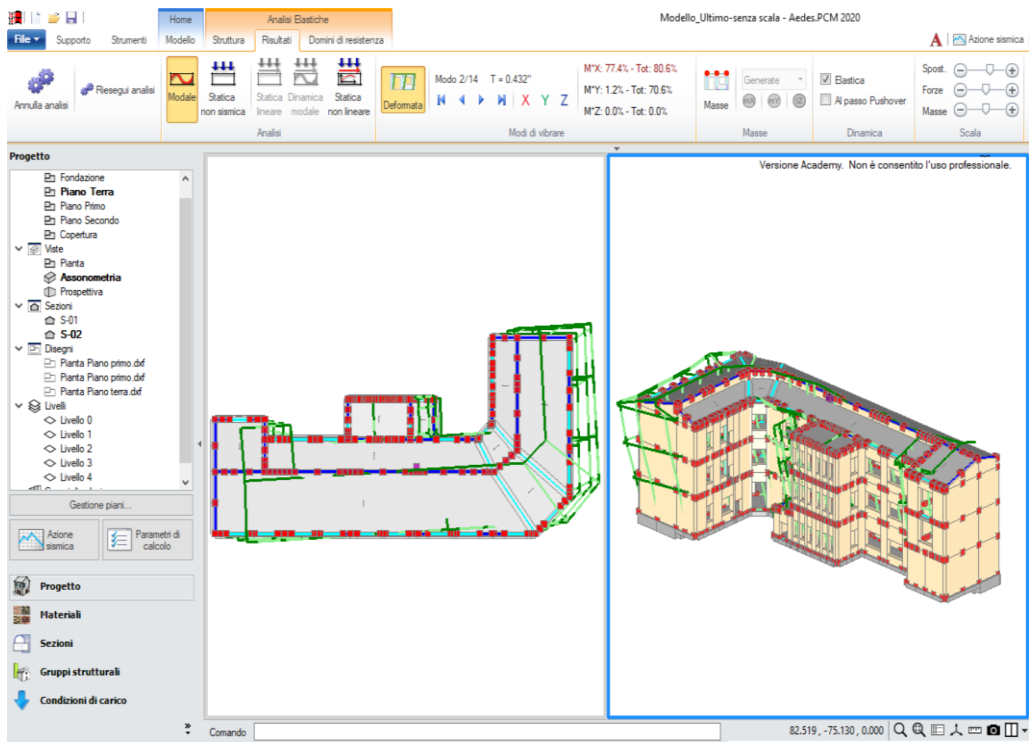 Modello_Ultimo-senza scala - Aedes.PCM 2020
Home
Analisi Elastiche
File
Supporto
Strumenti
Modello
Struttura
Risultati
Domini di resistenza
A
Azione sismica
Annulla analisi
Riesegui analisi
Modale
Statica non sismica
Statica lineare
Dinamica modale
Statica non lineare
Analisi
Deformata
Modo 2/14 T = 0.432"
X Y Z
M*X: 77.4% - Tot: 80.6%
M*Y: 1.2% - Tot: 70.6%
M*Z: 0.0% - Tot: 0.0%
Modi di vibrare
Masse
Generate
mX
mY
Masse
Elastica
Al passo Pushover
Dinamica
Spost.
Forze
Masse
Scala
Progetto
Fondazione
Piano Terra
Piano Primo
Piano Secondo
Copertura
Viste
Pianta
Assonometria
Prospettiva
Sezioni
S-01
S-02
Disegni
Pianta Piano primo.dxf
Pianta Piano primo.dxf
Pianta Piano terra.dxf
Livelli
Livello 0
Livello 1
Livello 2
Livello 3
Livello 4
Gestione piani...
Azione sismica
Parametri di calcolo
Progetto
Materiali
Sezioni
Gruppi strutturali
Condizioni di carico
Versione Academy. Non è consentito l'uso professionale.
Comando
82.519 , -75.130 , 0.000